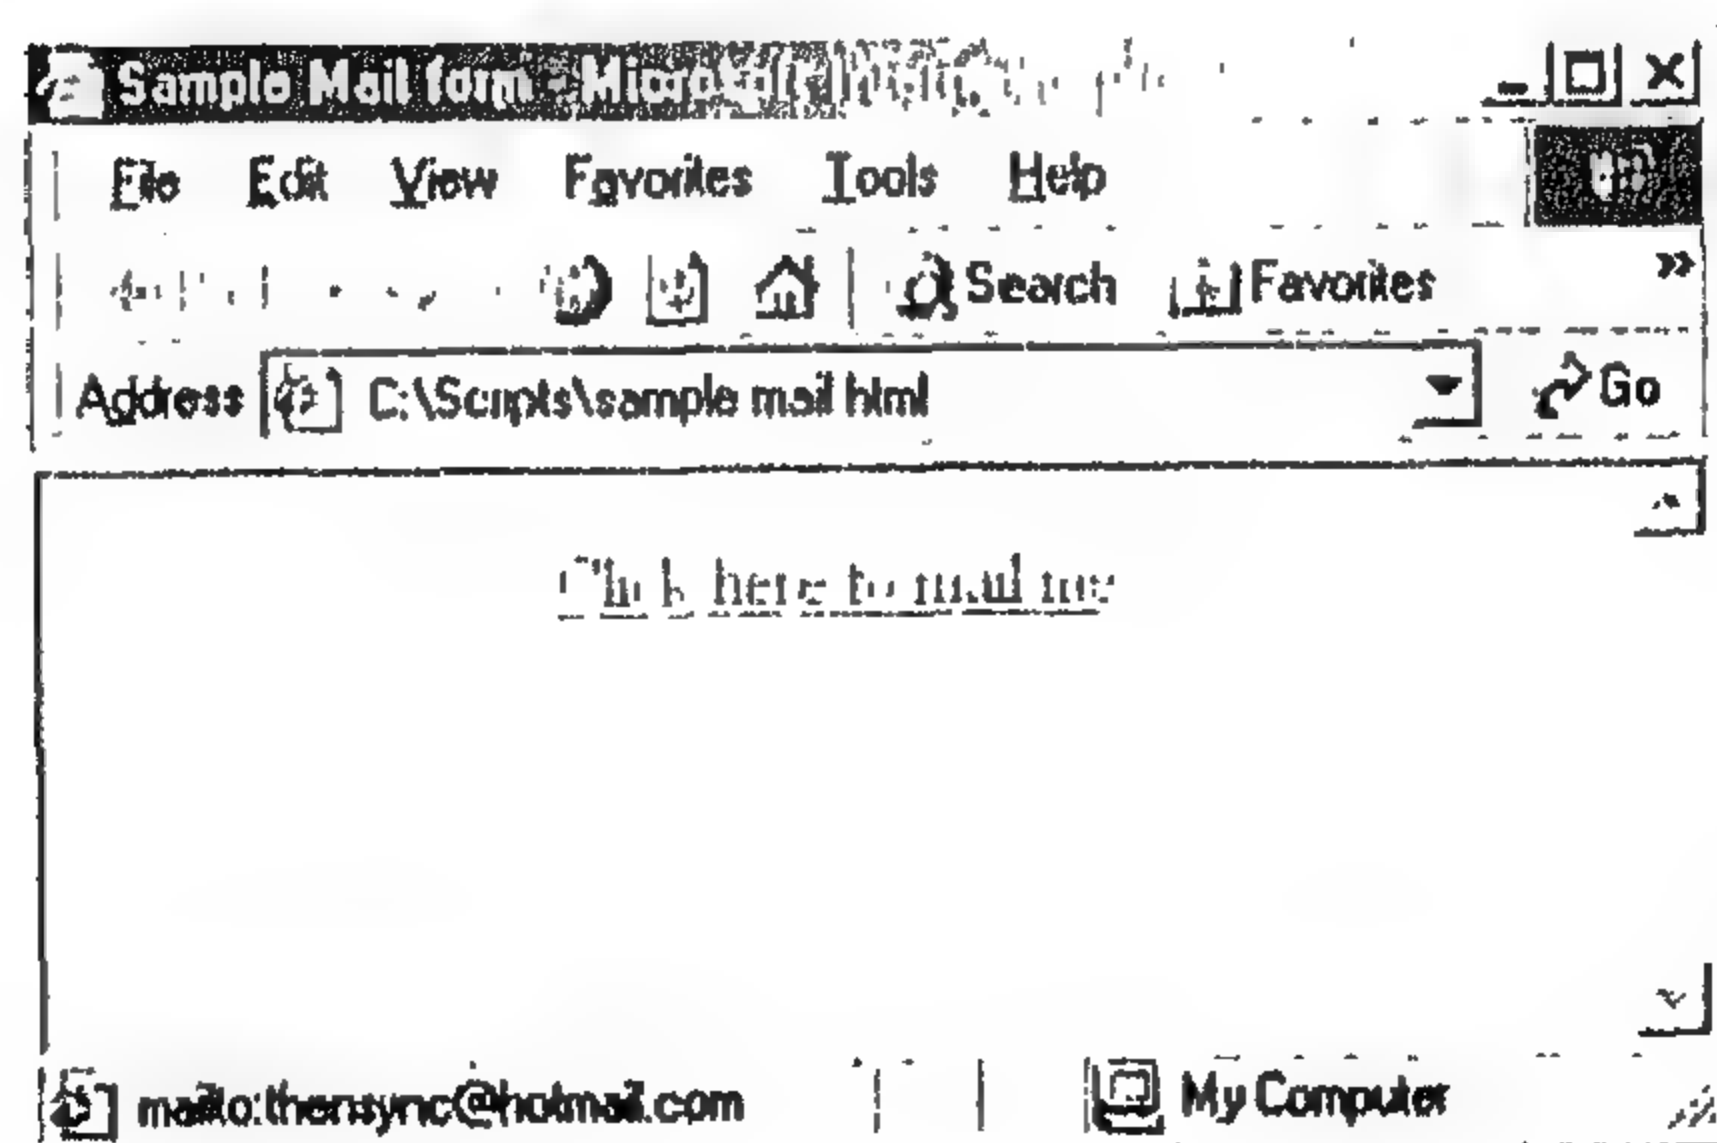 Sample Mail form - Microsoft
File Edit View Favorites Tools Help
Search Favorites »
Address C:\Scripts\sample mail html Go
Click here to mail me
mailto:thensync@hotmail.com My Computer